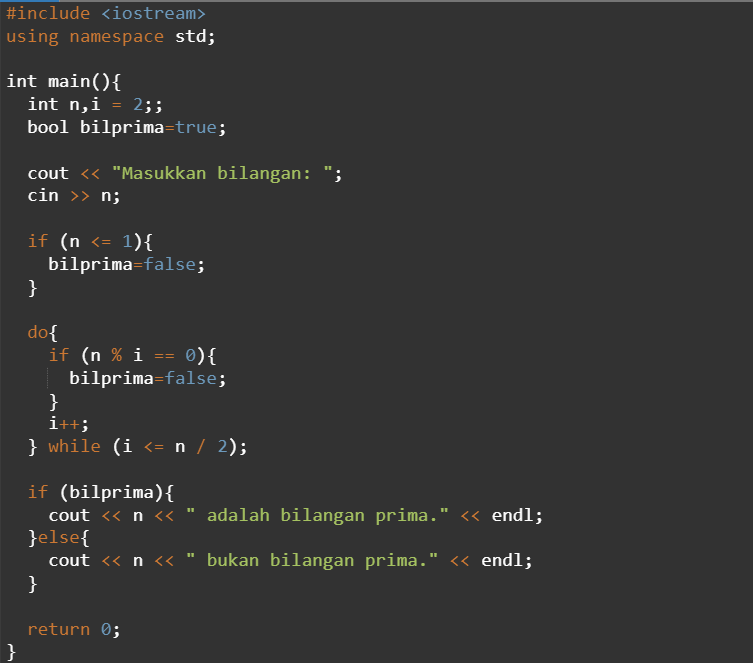 #include <iostream>
using namespace std;
int main(){
int n,i = 2;;
bool bilprima=true;
cout << "Masukkan bilangan: ";
cin >> n;
if (n <= 1){
bilprima=false;
}
do{
if (n % i == 0){
bilprima=false;
}
i++;
} while (i <= n / 2);
if (bilprima){
cout << n << " adalah bilangan prima." << endl;
}else{
cout << n << " bukan bilangan prima." << endl;
}
return 0;
}